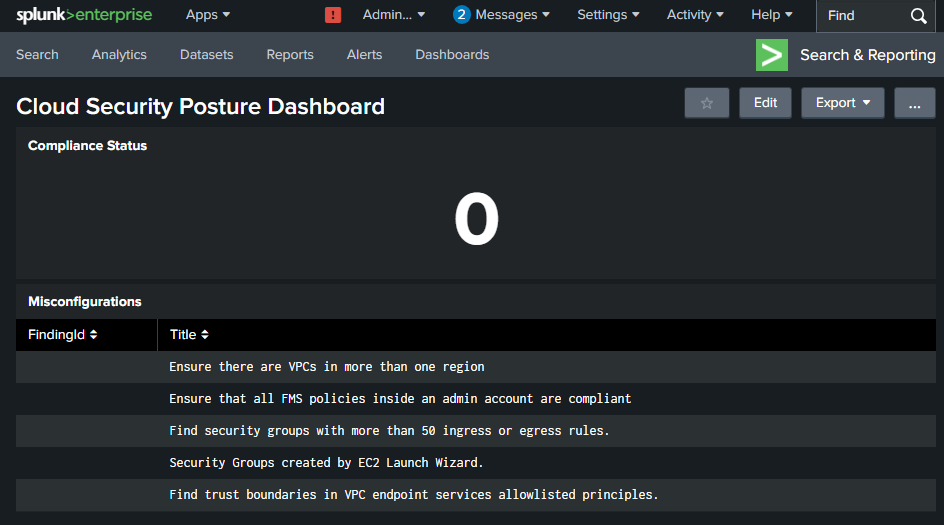 splunk>enterprise Apps Admin... 2 Messages Settings Activity Help Find
Search Analytics Datasets Reports Alerts Dashboards Search & Reporting
Cloud Security Posture Dashboard Edit Export ...
Compliance Status
0
Misconfigurations
FindingId Title
Ensure there are VPCs in more than one region
Ensure that all FMS policies inside an admin account are compliant
Find security groups with more than 50 ingress or egress rules.
Security Groups created by EC2 Launch Wizard.
Find trust boundaries in VPC endpoint services allowlisted principles.